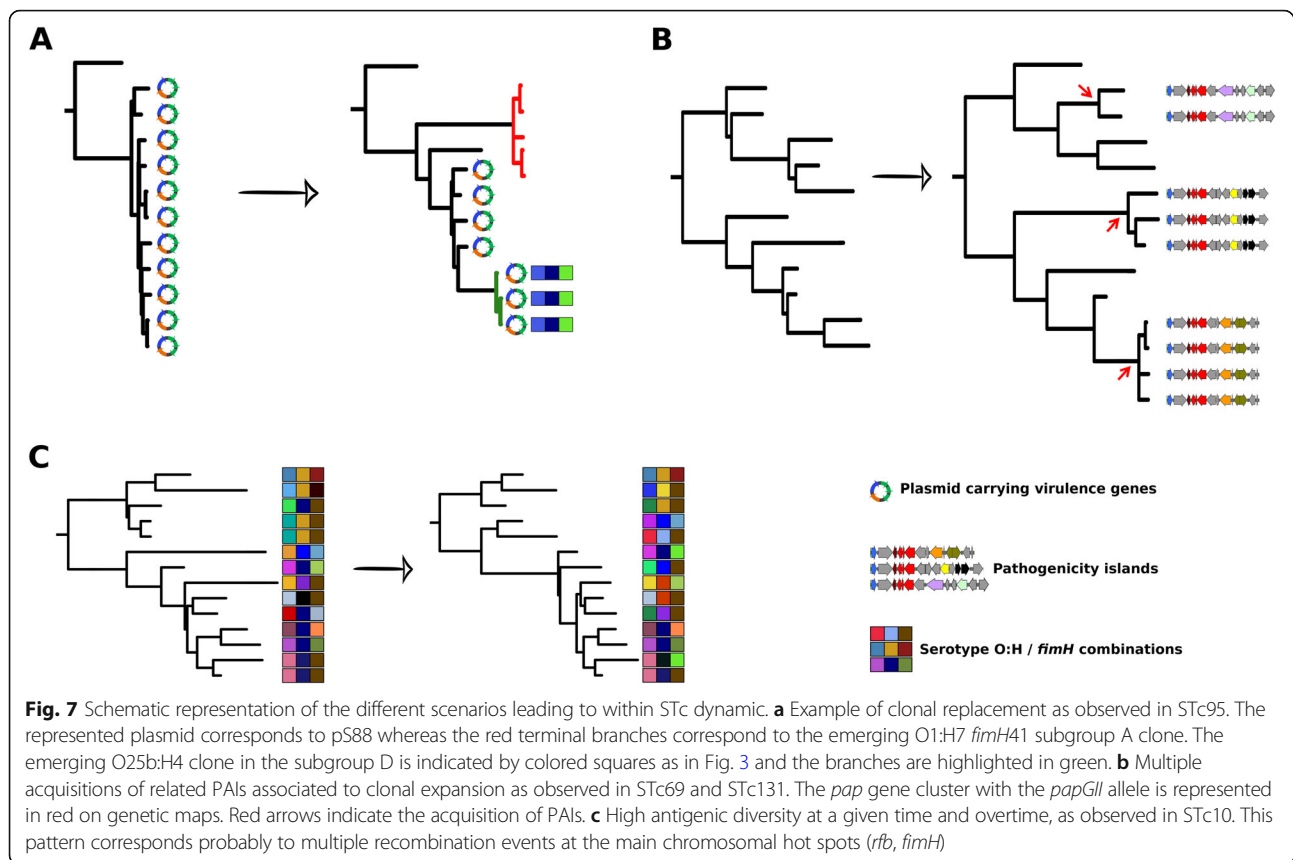 A
B
C
Plasmid carrying virulence genes
Pathogenicity islands
Serotype O:H / fimH combinations
Fig. 7 Schematic representation of the different scenarios leading to within STc dynamic. a Example of clonal replacement as observed in STc95. The
represented plasmid corresponds to pS88 whereas the red terminal branches correspond to the emerging O1:H7 fimH41 subgroup A clone. The
emerging O25b:H4 clone in the subgroup D is indicated by colored squares as in Fig. 3 and the branches are highlighted in green. b Multiple
acquisitions of related PAIs associated to clonal expansion as observed in STc69 and STc131. The pap gene cluster with the papGII allele is represented
in red on genetic maps. Red arrows indicate the acquisition of PAIs. c High antigenic diversity at a given time and overtime, as observed in STc10. This
pattern corresponds probably to multiple recombination events at the main chromosomal hot spots (rfb, fimH)